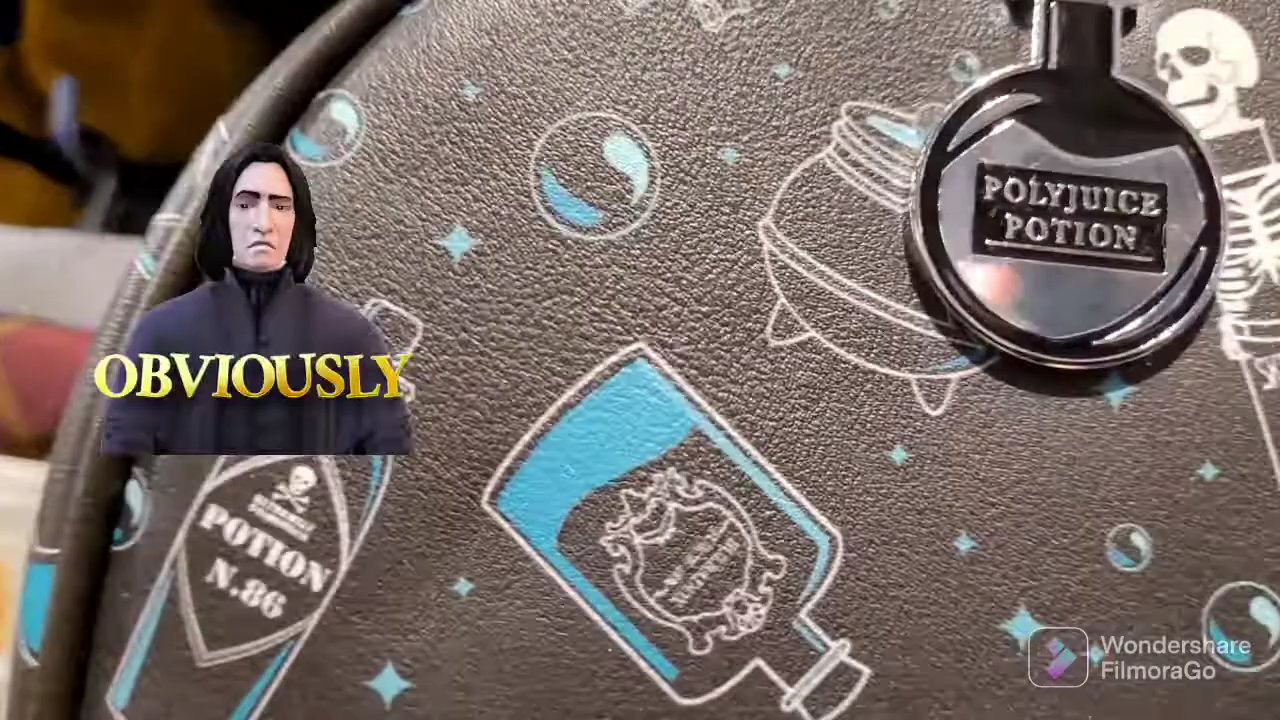 POLYJUICE
POTION
OBVIOUSLY
POTION
N.86
Wondershare
FilmoraGo